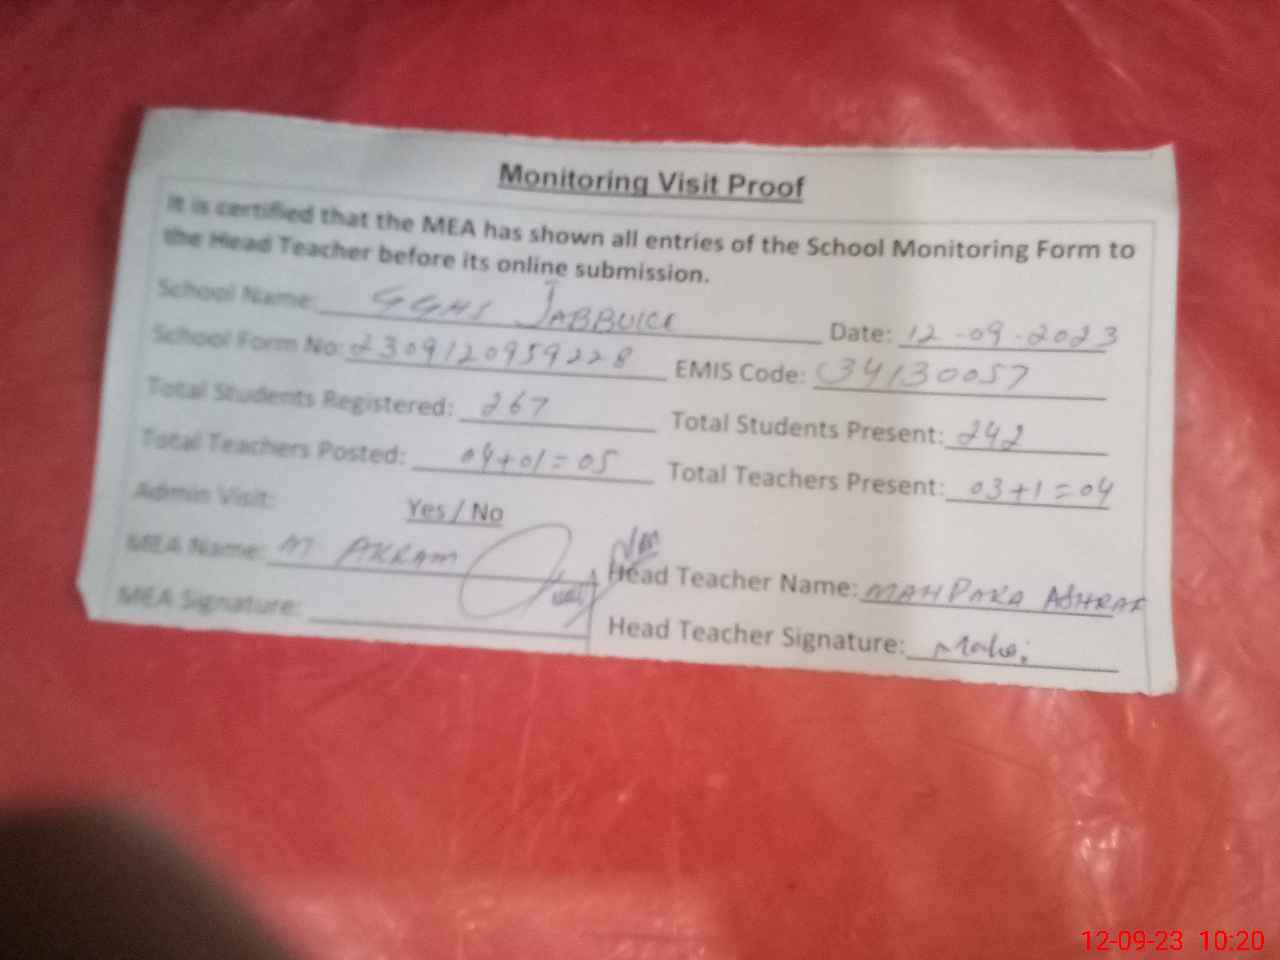 Monitoring Visit Proof
It is certified that the MEA has shown all entries of the School Monitoring Form to
the Head Teacher before its online submission.
School Name: GGHS JABBUICK Date: 12-09-2023
School Form No: 230912095922 8 EMIS Code: 34130057
Total Students Registered: 267 Total Students Present: 242
Total Teachers Posted: 04+01=05 Total Teachers Present: 03+1=04
Admin Visit: Yes / No
MEA Name: M AKRAM Head Teacher Name: MAHPARA ASHRAF
MEA Signature: Head Teacher Signature:
12-09-23 10:20